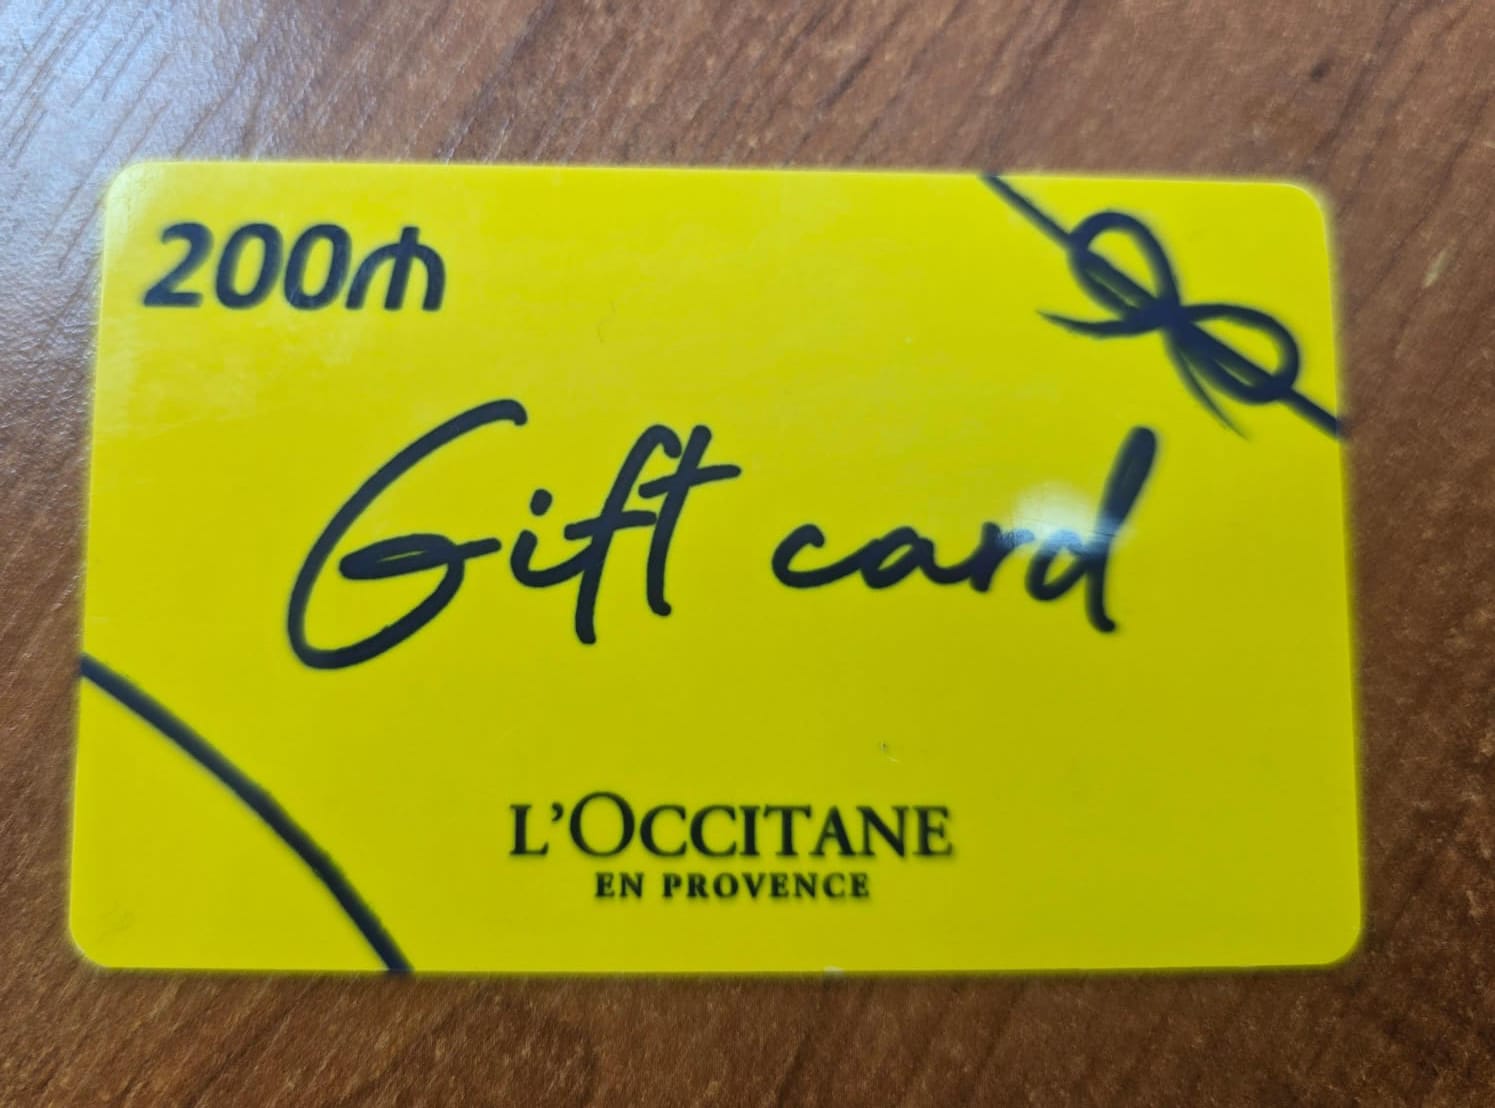 200₼
Gift card
L'OCCITANE
EN PROVENCE